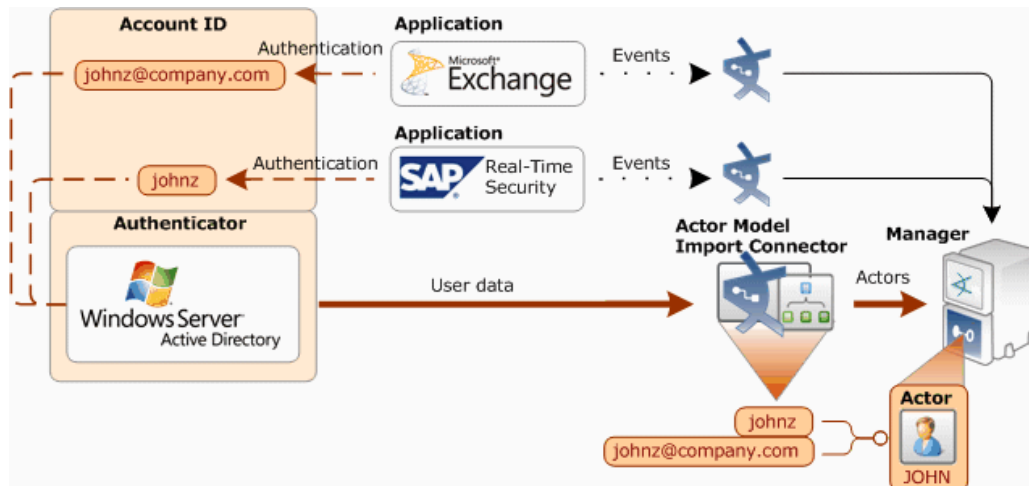 Account ID
Application
Authentication
johnz@company.com
Microsoft®
Exchange
Events
Application
Authentication
johnz
SAP
Real-Time
Security
Events
Authenticator
Actor Model
Import Connector
Manager
Windows Server
Active Directory
User data
Actors
johnz
johnz@company.com
Actor
JOHN